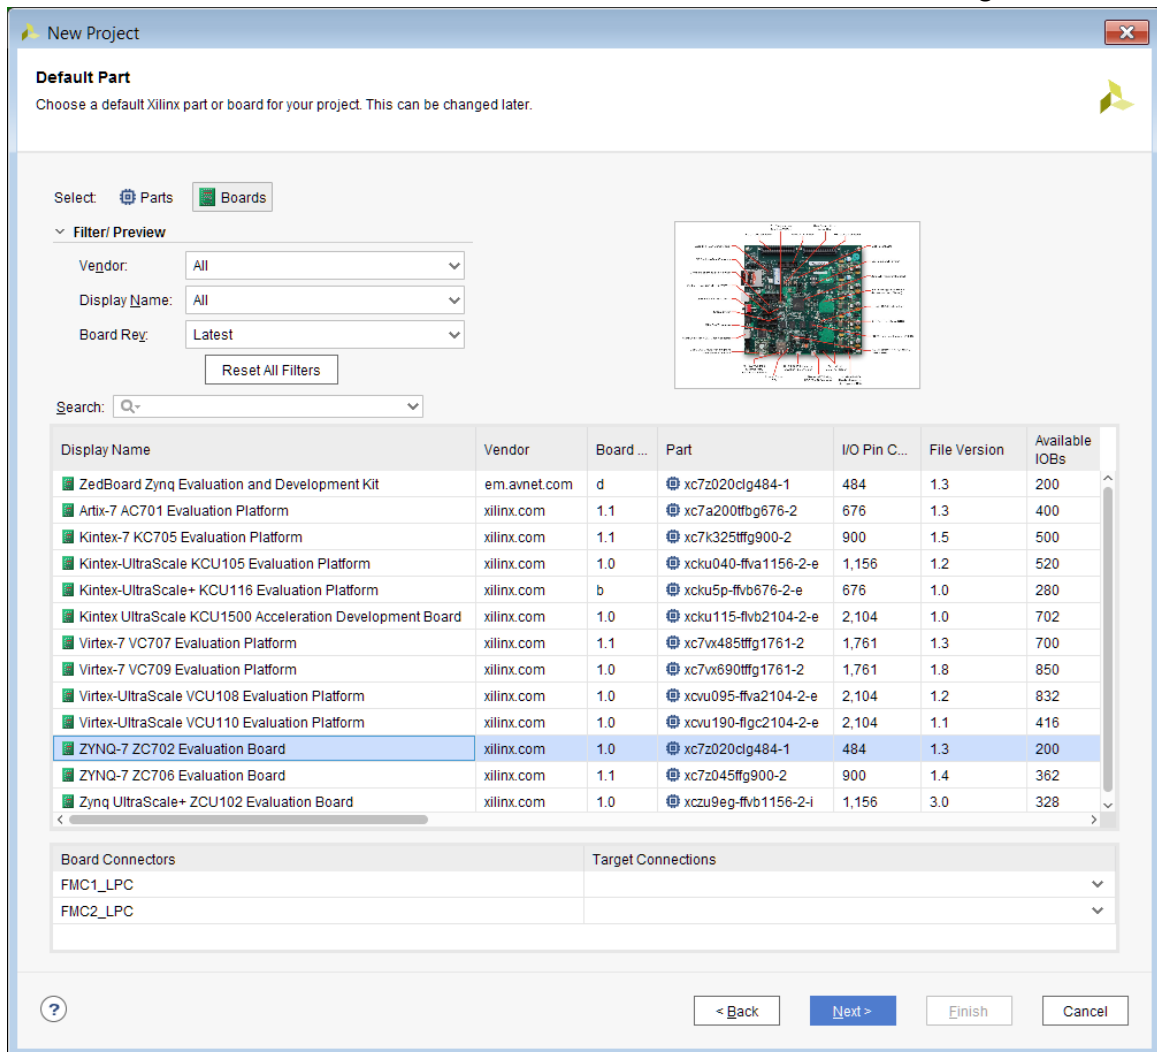 New Project
Default Part
Choose a default Xilinx part or board for your project. This can be changed later.
Select: Parts Boards
Filter/ Preview
Vendor: All
Display Name: All
Board Rev: Latest
Reset All Filters
Search:
Display Name Vendor Board ... Part I/O Pin C... File Version Available IOBs
ZedBoard Zynq Evaluation and Development Kit em.avnet.com d xc7z020clg484-1 484 1.3 200
Artix-7 AC701 Evaluation Platform xilinx.com 1.1 xc7a200tfbg676-2 676 1.3 400
Kintex-7 KC705 Evaluation Platform xilinx.com 1.1 xc7k325tffg900-2 900 1.5 500
Kintex-UltraScale KCU105 Evaluation Platform xilinx.com 1.0 xcku040-ffva1156-2-e 1,156 1.2 520
Kintex-UltraScale+ KCU116 Evaluation Platform xilinx.com b xcku5p-ffvb676-2-e 676 1.0 280
Kintex UltraScale KCU1500 Acceleration Development Board xilinx.com 1.0 xcku115-flvb2104-2-e 2,104 1.0 702
Virtex-7 VC707 Evaluation Platform xilinx.com 1.1 xc7vx485tffg1761-2 1,761 1.3 700
Virtex-7 VC709 Evaluation Platform xilinx.com 1.0 xc7vx690tffg1761-2 1,761 1.8 850
Virtex-UltraScale VCU108 Evaluation Platform xilinx.com 1.0 xcvu095-ffva2104-2-e 2,104 1.2 832
Virtex-UltraScale VCU110 Evaluation Platform xilinx.com 1.0 xcvu190-flgc2104-2-e 2,104 1.1 416
ZYNQ-7 ZC702 Evaluation Board xilinx.com 1.0 xc7z020clg484-1 484 1.3 200
ZYNQ-7 ZC706 Evaluation Board xilinx.com 1.1 xc7z045ffg900-2 900 1.4 362
Zynq UltraScale+ ZCU102 Evaluation Board xilinx.com 1.0 xczu9eg-ffvb1156-2-i 1,156 3.0 328
Board Connectors Target Connections
FMC1_LPC
FMC2_LPC
? < Back Next > Finish Cancel